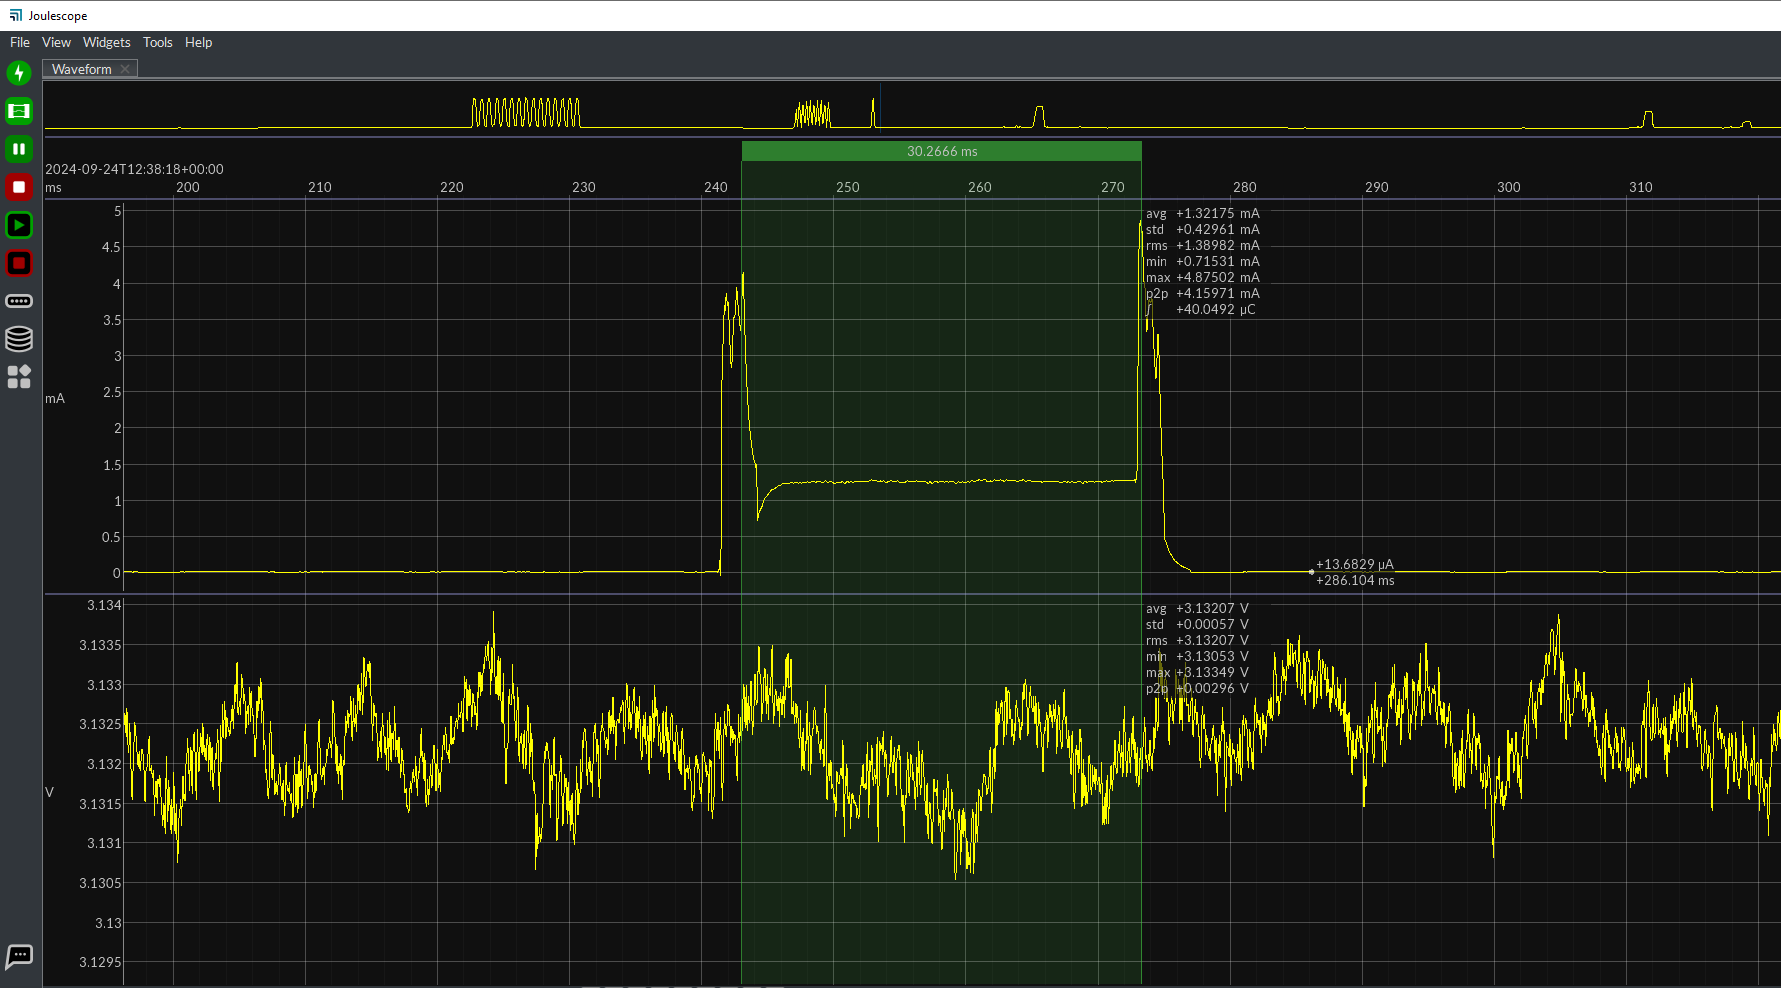 Joulescope
File View Widgets Tools Help
Waveform
30.2666 ms
2024-09-24T12:38:18+00:00
ms 200 210 220 230 240 250 260 270 280 290 300 310
5
4.5
4
3.5
3
2.5
2
1.5
1
0.5
0
mA
avg +1.32175 mA
std +0.42961 mA
rms +1.38982 mA
min +0.71531 mA
max +4.87502 mA
p2p +4.15971 mA
+40.0492 µC
+13.6829 µA
+286.104 ms
3.134
3.1335
3.133
3.1325
3.132
3.1315
3.131
3.1305
3.13
3.1295
V
avg +3.13207 V
std +0.00057 V
rms +3.13207 V
min +3.13053 V
max +3.13349 V
p2p +0.00296 V